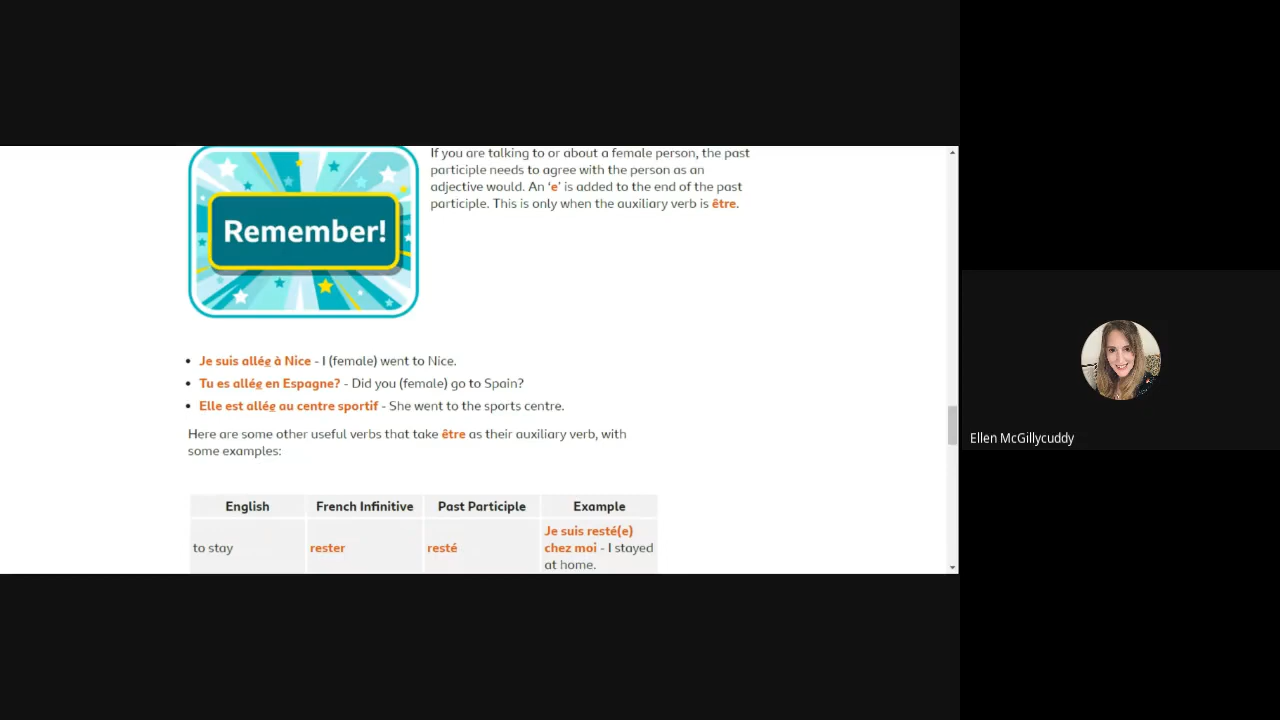 If you are talking to or about a female person, the past
participle needs to agree with the person as an
adjective would. An ‘e’ is added to the end of the past
participle. This is only when the auxiliary verb is être.
Remember!
• Je suis allée à Nice - I (female) went to Nice.
• Tu es allée en Espagne? - Did you (female) go to Spain?
• Elle est allée au centre sportif - She went to the sports centre.
Here are some other useful verbs that take être as their auxiliary verb, with
some examples:
English French Infinitive Past Participle Example
to stay rester resté Je suis resté(e)
chez moi - I stayed
at home.
Ellen McGillycuddy